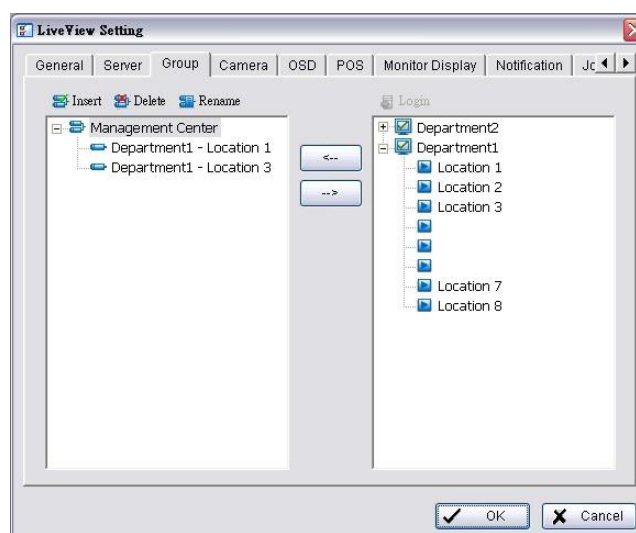 LiveView Setting
General Server Group Camera OSD POS Monitor Display Notification
Insert Delete Rename
Login
Management Center
Department1 - Location 1
Department1 - Location 3
<--
-->
Department2
Department1
Location 1
Location 2
Location 3
Location 7
Location 8
OK Cancel